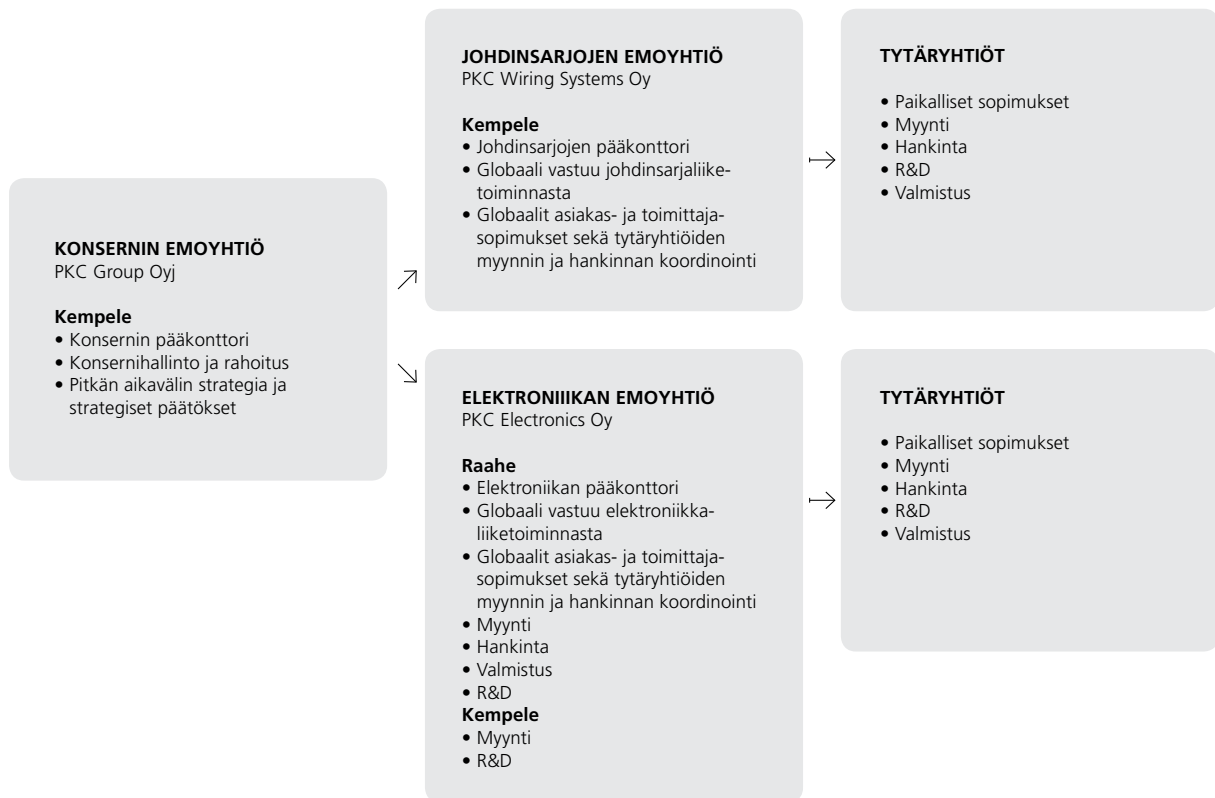 KONSERNIN EMOYHTIÖ
PKC Group Oyj
Kempele
• Konsernin pääkonttori
• Konsernihallinto ja rahoitus
• Pitkän aikavälin strategia ja
strategiset päätökset
JOHDINSARJOJEN EMOYHTIÖ
PKC Wiring Systems Oy
Kempele
• Johdinsarjojen pääkonttori
• Globaali vastuu johdinsarjaliike-
toiminnasta
• Globaalit asiakas- ja toimittaja-
sopimukset sekä tytäryhtiöiden
myynnin ja hankinnan koordinointi
TYTÄRYHTIÖT
• Paikalliset sopimukset
• Myynti
• Hankinta
• R&D
• Valmistus
ELEKTRONIIIKAN EMOYHTIÖ
PKC Electronics Oy
Raahe
• Elektroniikan pääkonttori
• Globaali vastuu elektroniikka-
liiketoiminnasta
• Globaalit asiakas- ja toimittaja-
sopimukset sekä tytäryhtiöiden
myynnin ja hankinnan koordinointi
• Myynti
• Hankinta
• Valmistus
• R&D
Kempele
• Myynti
• R&D
TYTÄRYHTIÖT
• Paikalliset sopimukset
• Myynti
• Hankinta
• R&D
• Valmistus